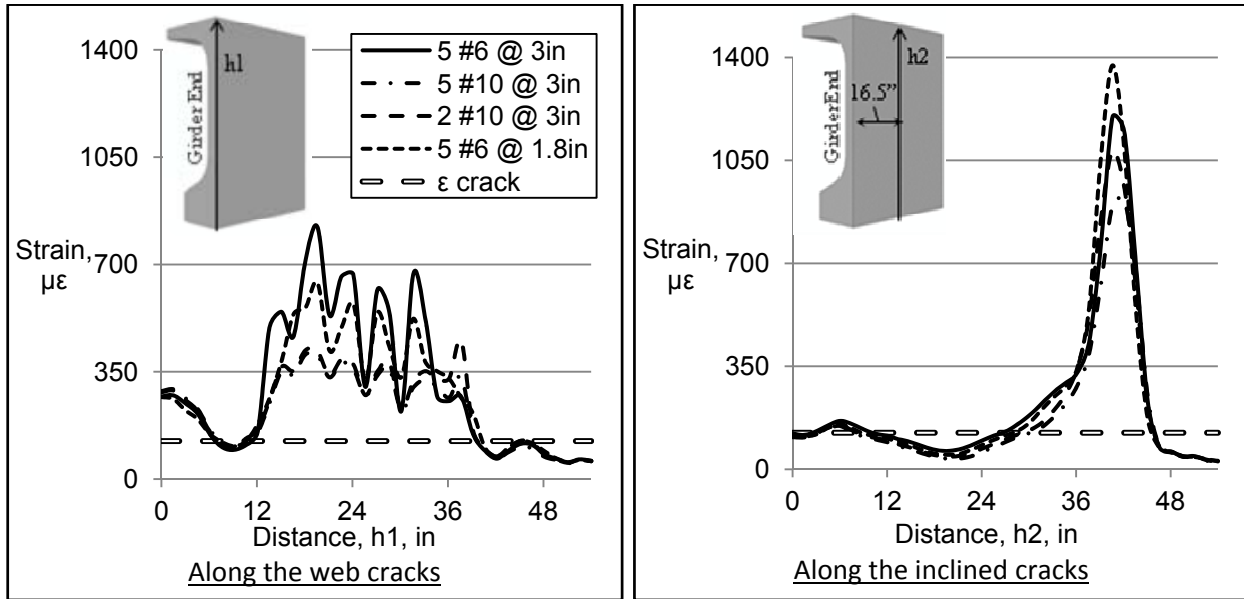 1400
1050
700
350
0
Strain,
με
h1
Girder End
5 #6 @ 3in
5 #10 @ 3in
2 #10 @ 3in
5 #6 @ 1.8in
ε crack
0 12 24 36 48
Distance, h1, in
Along the web cracks
1400
1050
700
350
0
Strain,
με
h2
16.5"
Girder End
0 12 24 36 48
Distance, h2, in
Along the inclined cracks